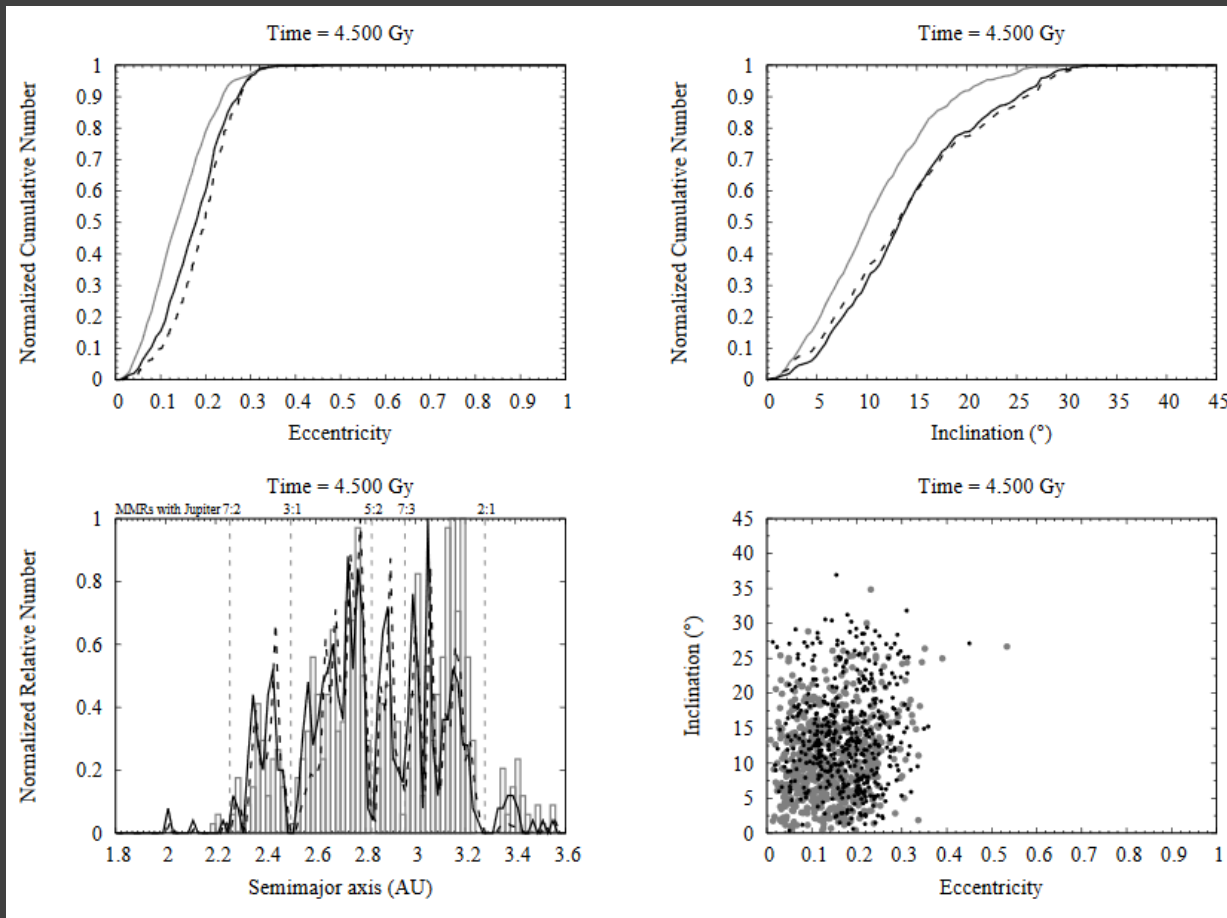 Time = 4.500 Gy
Normalized Cumulative Number
1
0.9
0.8
0.7
0.6
0.5
0.4
0.3
0.2
0.1
0
0 0.1 0.2 0.3 0.4 0.5 0.6 0.7 0.8 0.9 1
Eccentricity
Time = 4.500 Gy
Normalized Cumulative Number
1
0.9
0.8
0.7
0.6
0.5
0.4
0.3
0.2
0.1
0
0 5 10 15 20 25 30 35 40 45
Inclination (°)
Time = 4.500 Gy
MMRs with Jupiter 7:2 3:1 5:2 7:3 2:1
Normalized Relative Number
1
0.8
0.6
0.4
0.2
0
1.8 2 2.2 2.4 2.6 2.8 3 3.2 3.4 3.6
Semimajor axis (AU)
Time = 4.500 Gy
Inclination (°)
45
40
35
30
25
20
15
10
5
0
0 0.1 0.2 0.3 0.4 0.5 0.6 0.7 0.8 0.9 1
Eccentricity